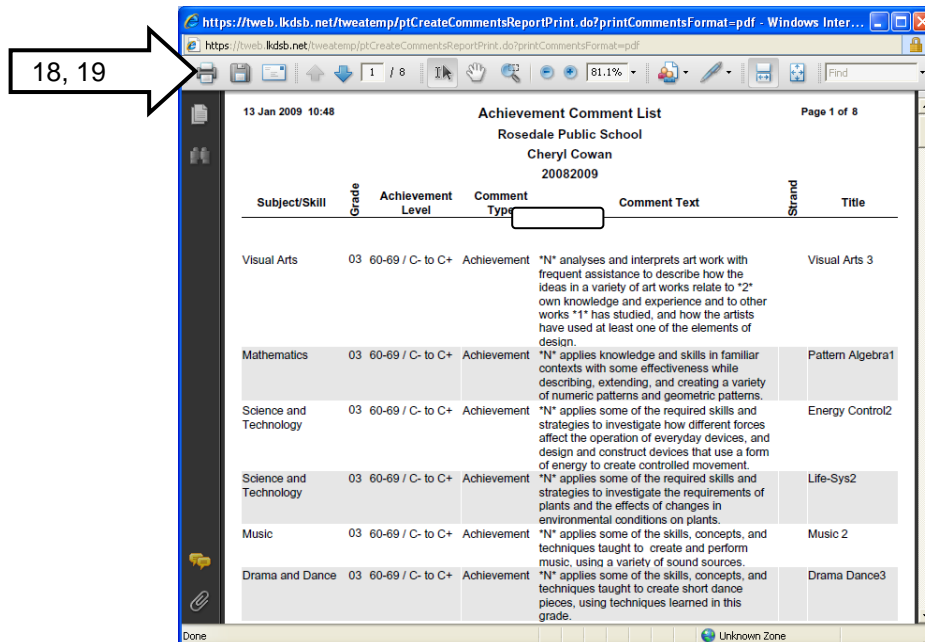 https://tweb.lkdsb.net/tweatemp/ptCreateCommentsReportPrint.do?printCommentsFormat=pdf - Windows Inter...
https://tweb.lkdsb.net/tweatemp/ptCreateCommentsReportPrint.do?printCommentsFormat=pdf
18, 19
1 / 8 81.1% Find
13 Jan 2009 10:48 Achievement Comment List Page 1 of 8
Rosedale Public School
Cheryl Cowan
20082009
Subject/Skill Grade Achievement Level Comment Type Comment Text Strand Title
Visual Arts 03 60-69 / C- to C+ Achievement *N* analyses and interprets art work with Visual Arts 3
frequent assistance to describe how the
ideas in a variety of art works relate to *2*
own knowledge and experience and to other
works *1* has studied, and how the artists
have used at least one of the elements of
design.
Mathematics 03 60-69 / C- to C+ Achievement *N* applies knowledge and skills in familiar Pattern Algebra1
contexts with some effectiveness while
describing, extending, and creating a variety
of numeric patterns and geometric patterns.
Science and 03 60-69 / C- to C+ Achievement *N* applies some of the required skills and Energy Control2
Technology strategies to investigate how different forces
affect the operation of everyday devices, and
design and construct devices that use a form
of energy to create controlled movement.
Science and 03 60-69 / C- to C+ Achievement *N* applies some of the required skills and Life-Sys2
Technology strategies to investigate the requirements of
plants and the effects of changes in
environmental conditions on plants.
Music 03 60-69 / C- to C+ Achievement *N* applies some of the skills, concepts, and Music 2
techniques taught to create and perform
music, using a variety of sound sources.
Drama and Dance 03 60-69 / C- to C+ Achievement *N* applies some of the skills, concepts, and Drama Dance3
techniques taught to create short dance
pieces, using techniques learned in this
grade.
Done Unknown Zone